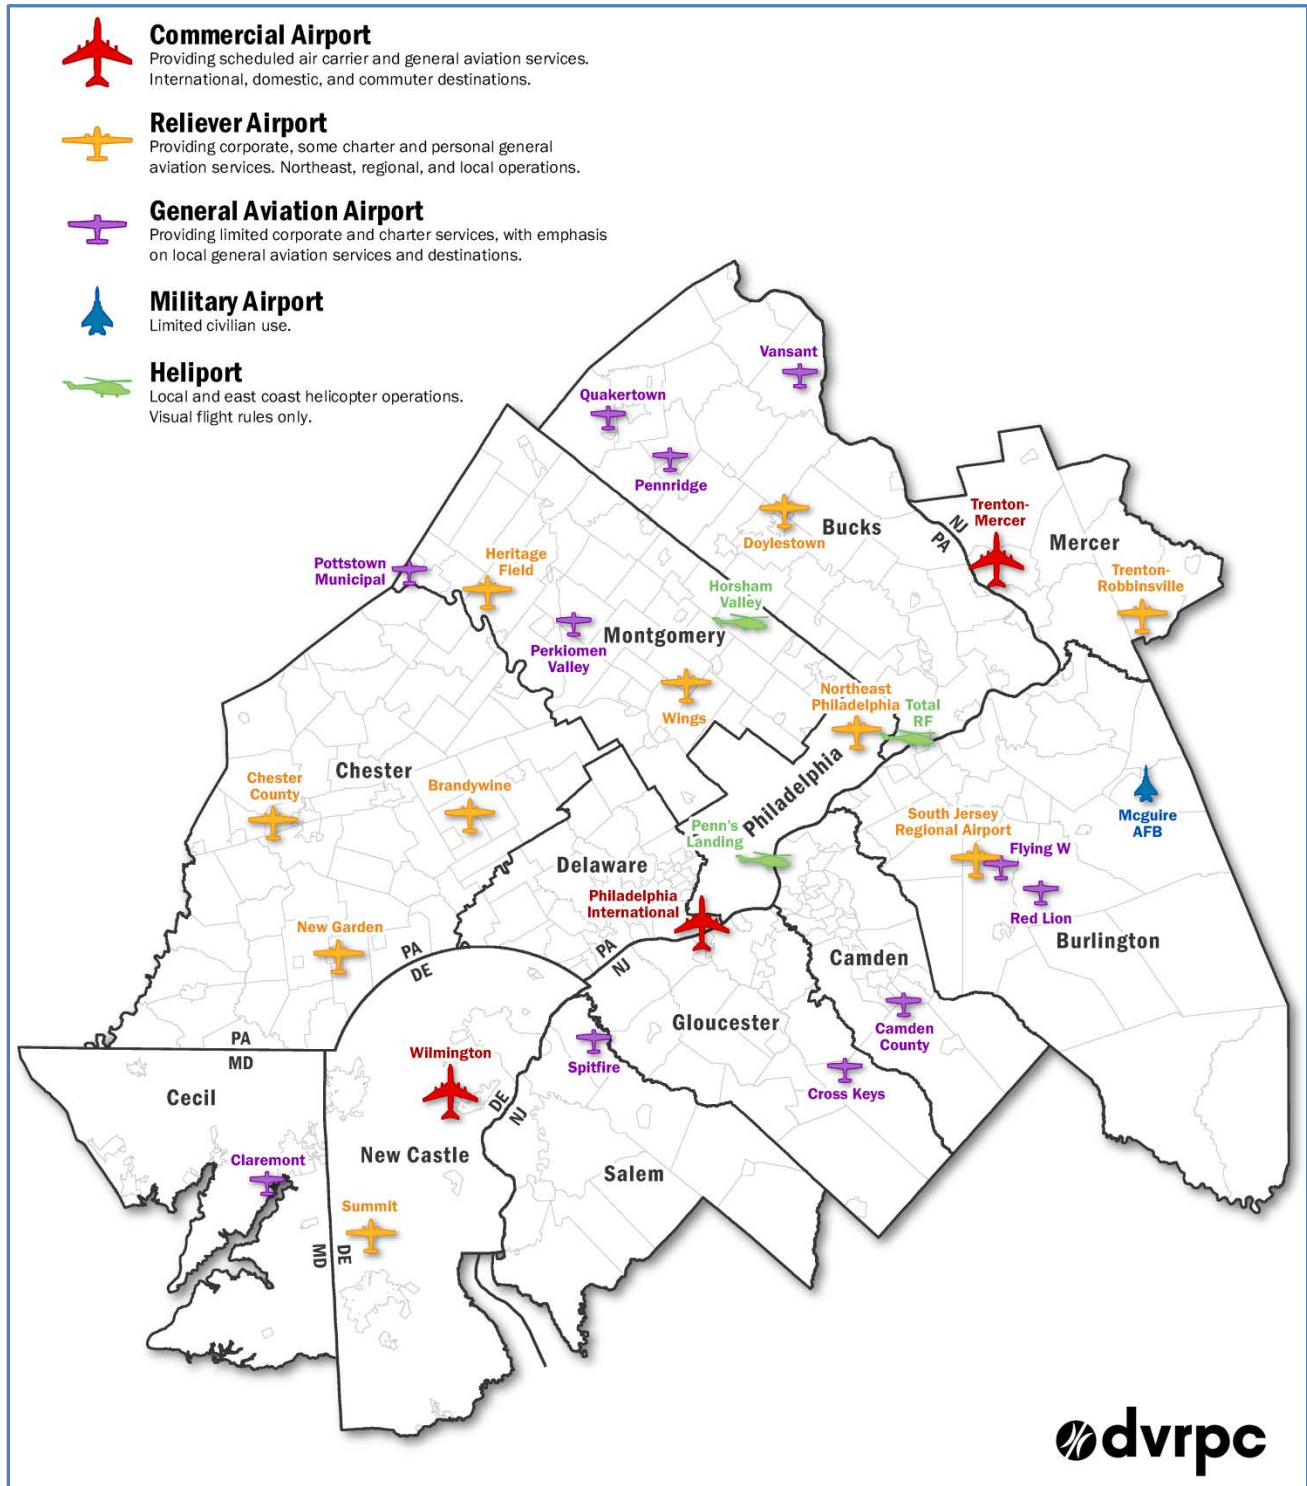 Commercial Airport
Providing scheduled air carrier and general aviation services.
International, domestic, and commuter destinations.
Reliever Airport
Providing corporate, some charter and personal general
aviation services. Northeast, regional, and local operations.
General Aviation Airport
Providing limited corporate and charter services, with emphasis
on local general aviation services and destinations.
Military Airport
Limited civilian use.
Heliport
Local and east coast helicopter operations.
Visual flight rules only.
Vansant
Quakertown
Pennridge
Doylestown
Bucks
Trenton-
Mercer
NJ
PA
Mercer
Trenton-
Robbinsville
Pottstown
Municipal
Heritage
Field
Horsham
Valley
Perkiomen
Valley
Montgomery
Wings
Northeast
Philadelphia
Total
RF
Philadelphia
Chester
Chester
County
Brandywine
Mcguire
AFB
South Jersey
Regional Airport
Flying W
Red Lion
Burlington
Penn's
Landing
Delaware
Philadelphia
International
New Garden
PA
DE
PA
NJ
Camden
Camden
County
Gloucester
Cross Keys
Spitfire
PA
MD
Cecil
Wilmington
DE
NJ
New Castle
Salem
Claremont
Summit
MD
DE
dvrpc